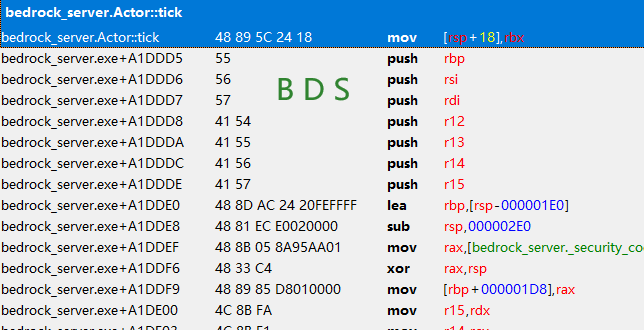 bedrock_server.Actor::tick
bedrock_server.Actor::tick 48 89 5C 24 18 mov [rsp+18],rbx
bedrock_server.exe+A1DDD5 55 push rbp
bedrock_server.exe+A1DDD6 56 push rsi
bedrock_server.exe+A1DDD7 57 push rdi
BDS
bedrock_server.exe+A1DDD8 41 54 push r12
bedrock_server.exe+A1DDDA 41 55 push r13
bedrock_server.exe+A1DDDC 41 56 push r14
bedrock_server.exe+A1DDDE 41 57 push r15
bedrock_server.exe+A1DDE0 48 8D AC 24 20FEFFFF lea rbp,[rsp-000001E0]
bedrock_server.exe+A1DDE8 48 81 EC E0020000 sub rsp,000002E0
bedrock_server.exe+A1DDEF 48 8B 05 8A95AA01 mov rax,[bedrock_server._security_co
bedrock_server.exe+A1DDF6 48 33 C4 xor rax,rsp
bedrock_server.exe+A1DDF9 48 89 85 D8010000 mov [rbp+000001D8],rax
bedrock_server.exe+A1DE00 4C 8B FA mov r15,rdx